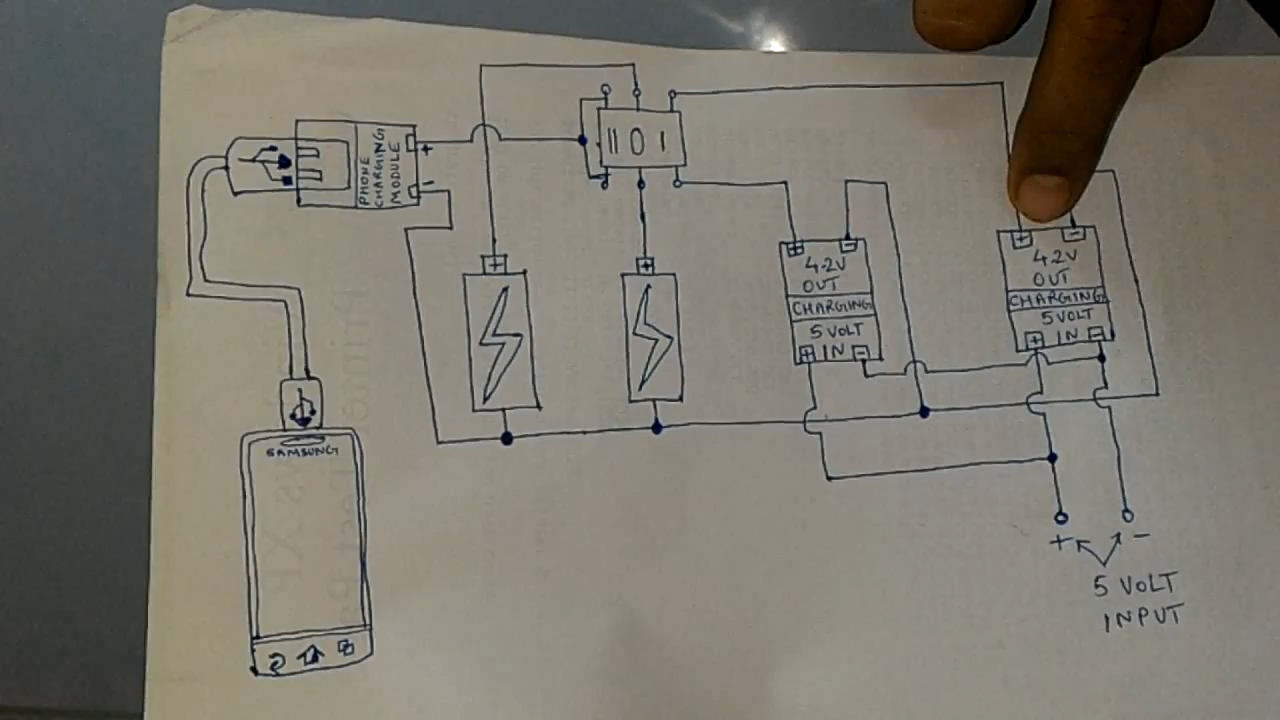 PHONE
CHARGING
MODULE
+
-
II O I
+
+
SAMSUNG
+ -
4.2V
OUT
CHARGING
5 VOLT
+ IN -
+ -
4.2V
OUT
CHARGING
5 VOLT
+ IN -
+ -
5 VOLT
INPUT